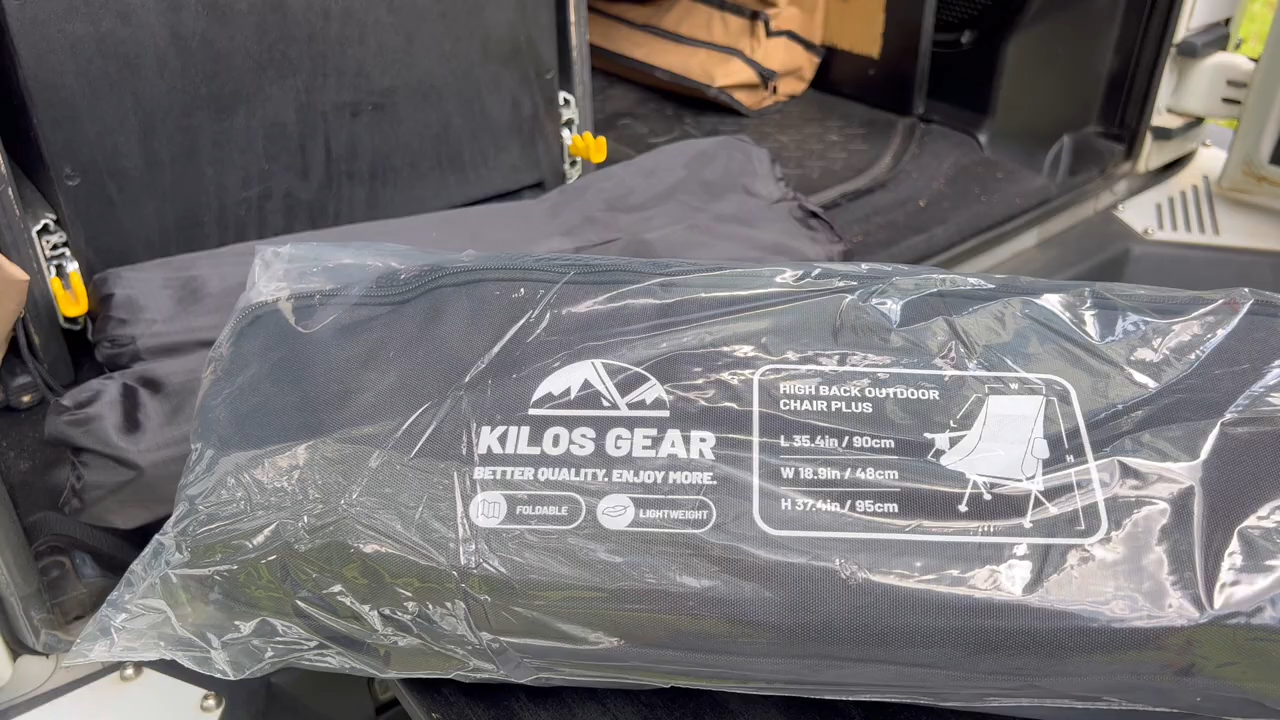 KILOS GEAR
BETTER QUALITY. ENJOY MORE.
FOLDABLE
LIGHTWEIGHT
HIGH BACK OUTDOOR
CHAIR PLUS
L 35.4in / 90cm
W 18.9in / 48cm
H 37.4in / 95cm
W
H